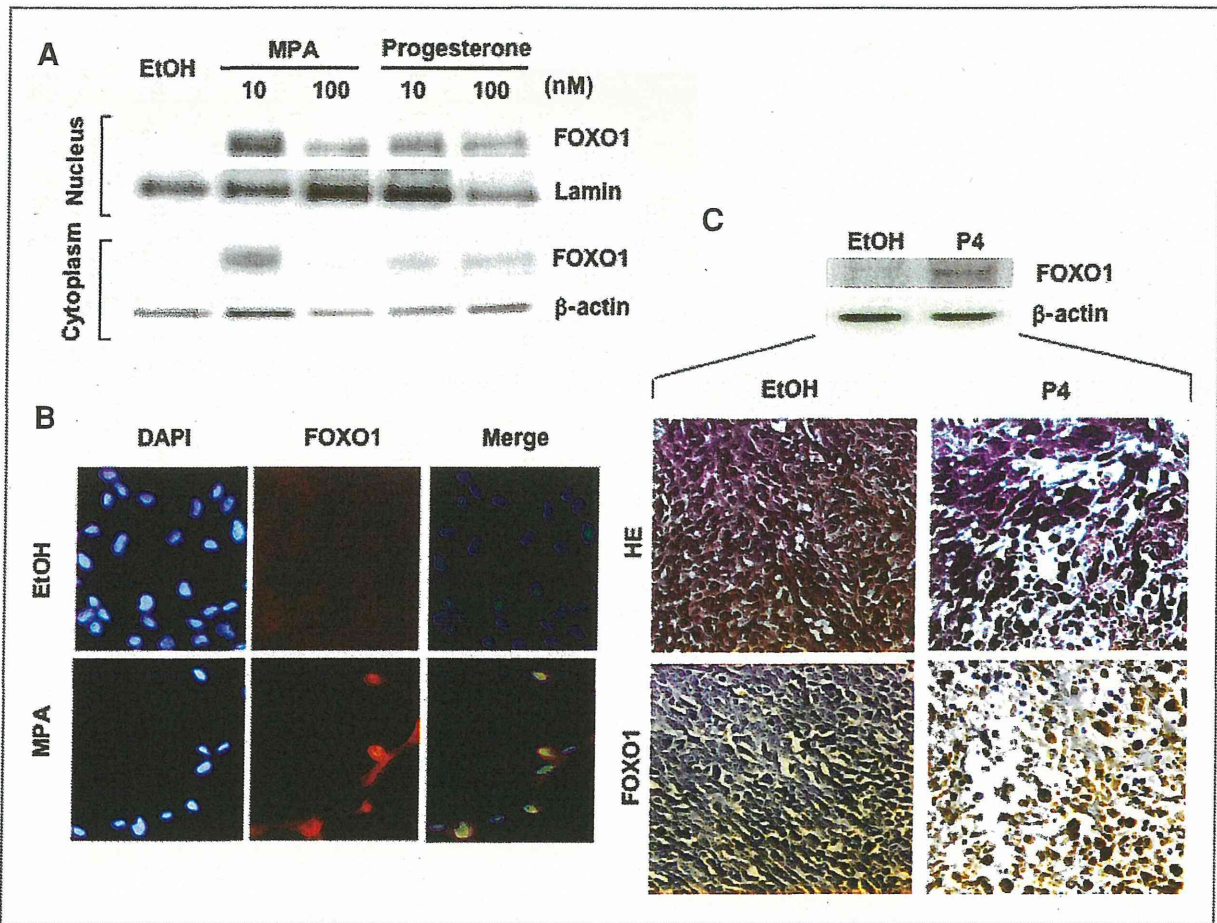 A
EtOH
MPA
Progesterone
10
100
10
100
(nM)
Nucleus
FOXO1
Lamin
Cytoplasm
FOXO1
β-actin
B
DAPI
FOXO1
Merge
EtOH
MPA
C
EtOH
P4
FOXO1
β-actin
EtOH
P4
HE
FOXO1